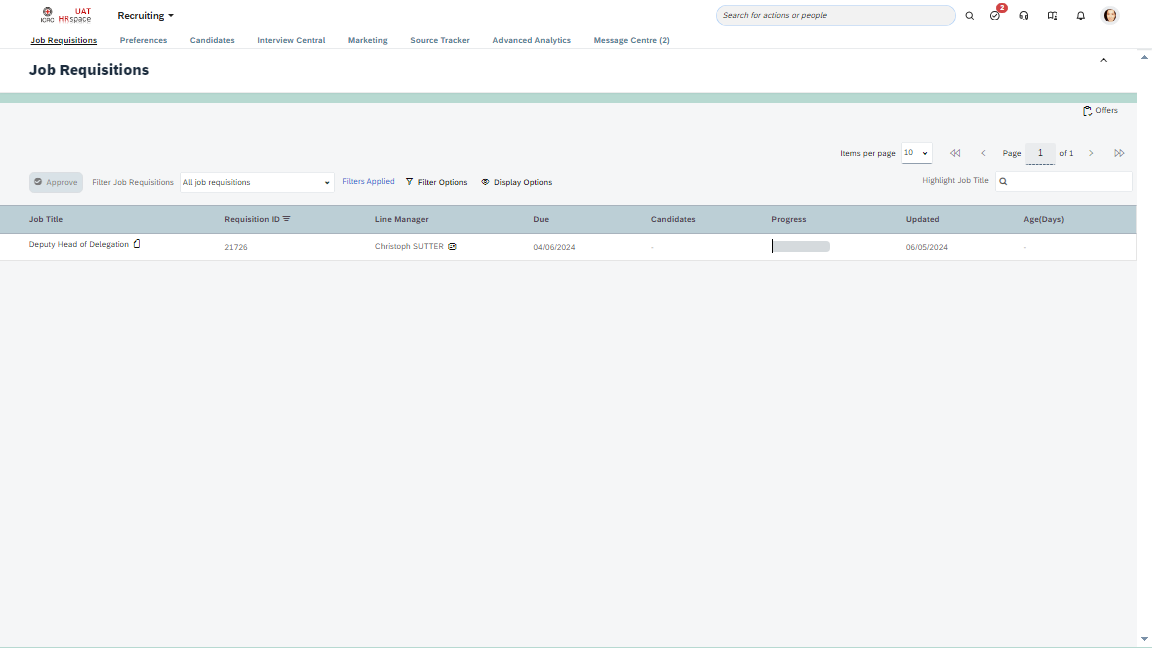 ICRC UAT HRspace Recruiting Search for actions or people 2
Job Requisitions Preferences Candidates Interview Central Marketing Source Tracker Advanced Analytics Message Centre (2)
Job Requisitions
Offers
Items per page 10 Page 1 of 1
Approve Filter Job Requisitions All job requisitions Filters Applied Filter Options Display Options Highlight Job Title
Job Title Requisition ID Line Manager Due Candidates Progress Updated Age(Days)
Deputy Head of Delegation 21726 Christoph SUTTER 04/06/2024 - 06/05/2024 -